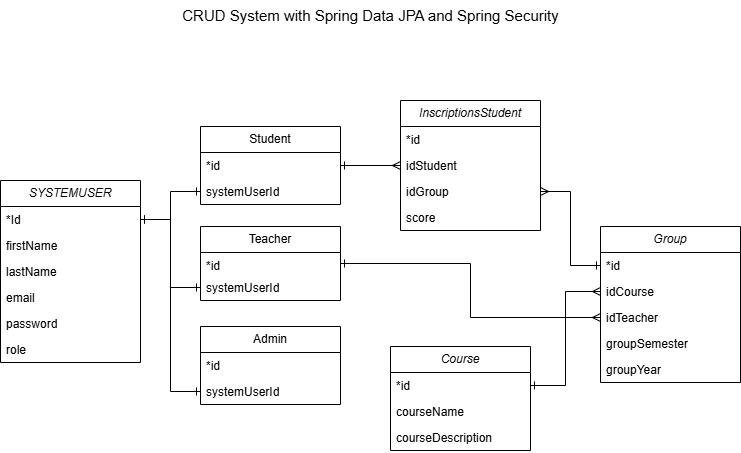 CRUD System with Spring Data JPA and Spring Security
SYSTEMUSER
*Id
firstName
lastName
email
password
role
Student
*id
systemUserId
Teacher
*id
systemUserId
Admin
*id
systemUserId
InscriptionsStudent
*id
idStudent
idGroup
score
Course
*id
courseName
courseDescription
Group
*id
idCourse
idTeacher
groupSemester
groupYear